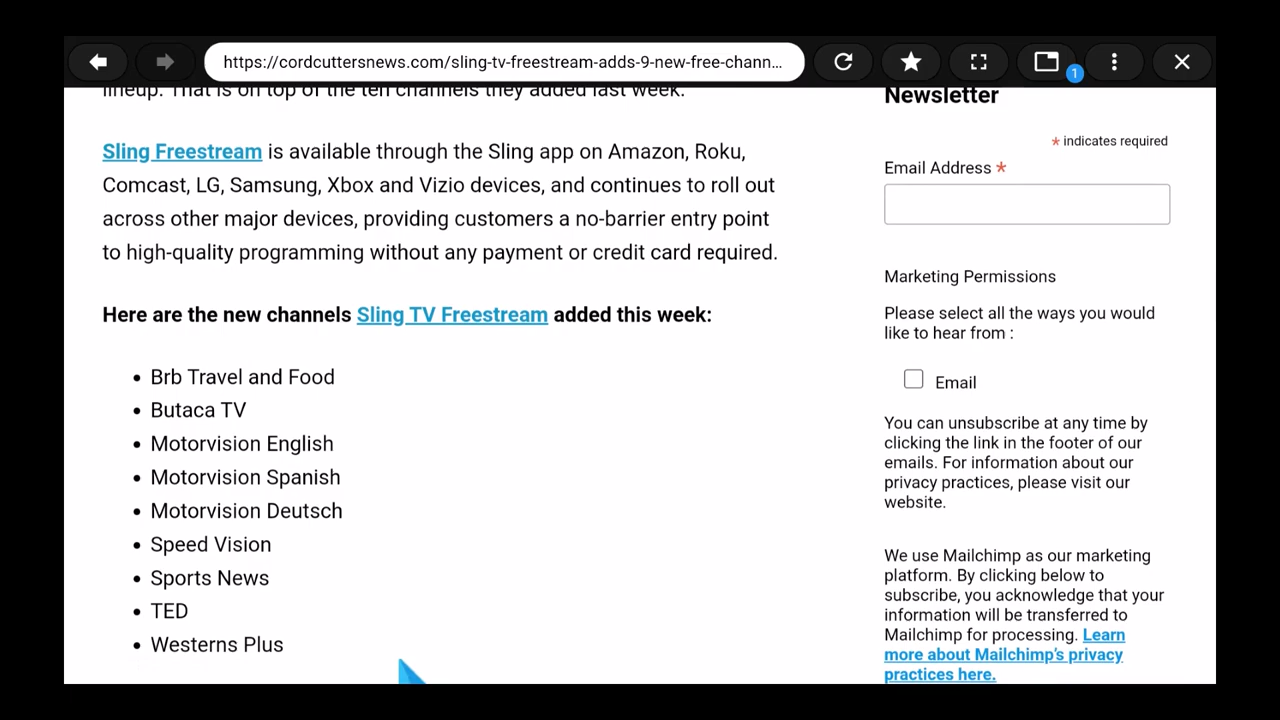 https://cordcuttersnews.com/sling-tv-freestream-adds-9-new-free-chann...
1
lineup. That is on top of the ten channels they added last week.
Sling Freestream is available through the Sling app on Amazon, Roku,
Comcast, LG, Samsung, Xbox and Vizio devices, and continues to roll out
across other major devices, providing customers a no-barrier entry point
to high-quality programming without any payment or credit card required.
Here are the new channels Sling TV Freestream added this week:
• Brb Travel and Food
• Butaca TV
• Motorvision English
• Motorvision Spanish
• Motorvision Deutsch
• Speed Vision
• Sports News
• TED
• Westerns Plus
Newsletter
* indicates required
Email Address *
Marketing Permissions
Please select all the ways you would
like to hear from :
Email
You can unsubscribe at any time by
clicking the link in the footer of our
emails. For information about our
privacy practices, please visit our
website.
We use Mailchimp as our marketing
platform. By clicking below to
subscribe, you acknowledge that your
information will be transferred to
Mailchimp for processing. Learn
more about Mailchimp's privacy
practices here.